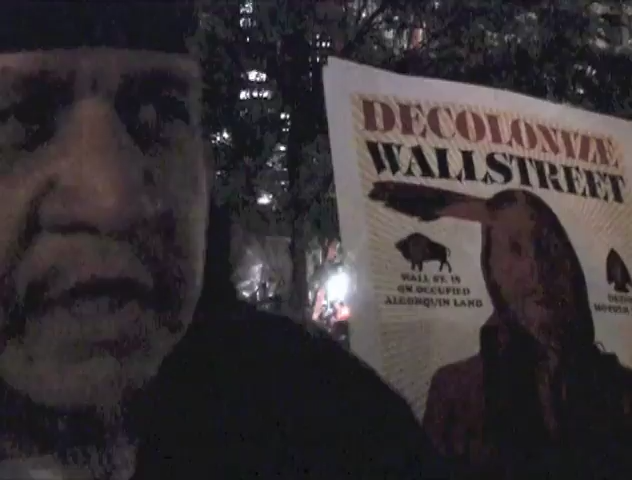 DECOLONIZE
WALLSTREET
WALL ST. IS
ON OCCUPIED
ALGONQUIN LAND